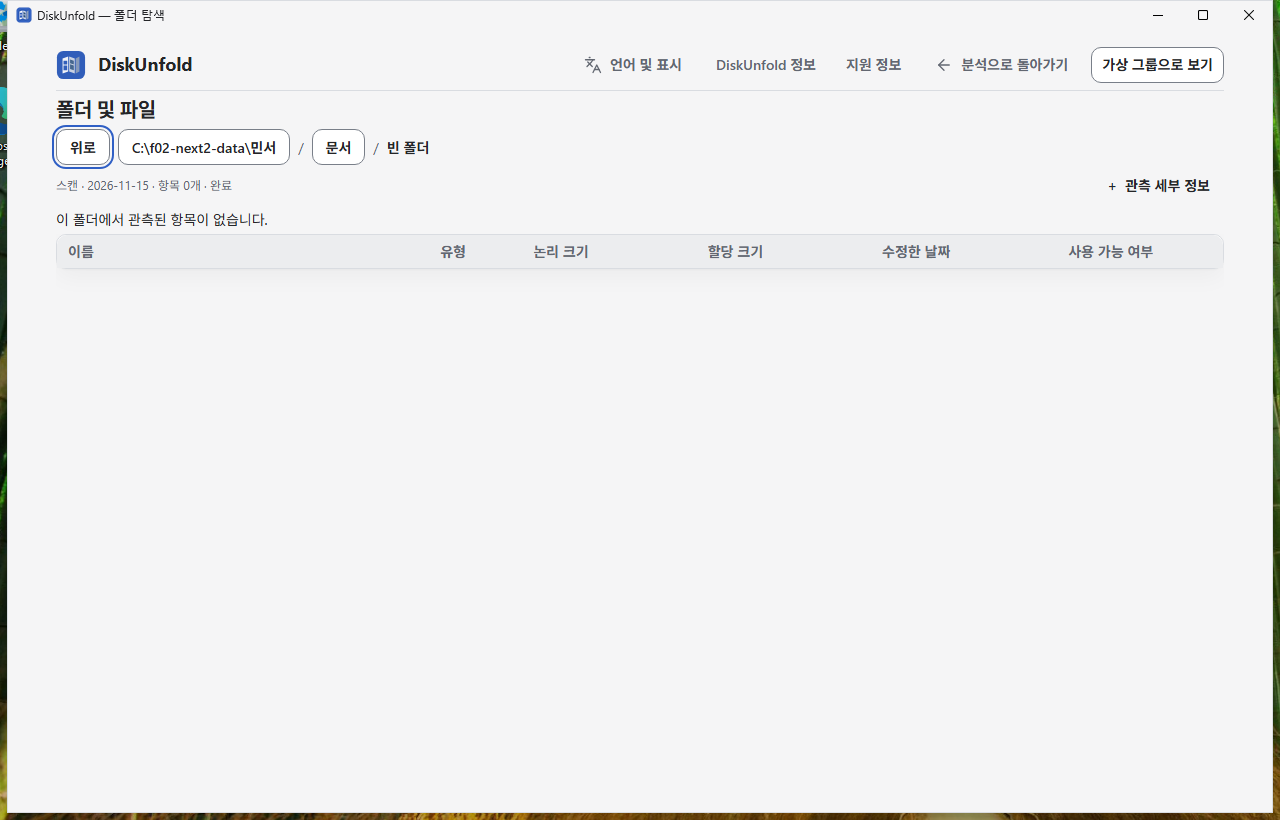 DiskUnfold — 폴더 탐색
DiskUnfold
언어 및 표시
DiskUnfold 정보
지원 정보
← 분석으로 돌아가기
가상 그룹으로 보기
폴더 및 파일
위로 C:\f02-next2-data\민서 / 문서 / 빈 폴더
스캔 · 2026-11-15 · 항목 0개 · 완료
+ 관측 세부 정보
이 폴더에서 관측된 항목이 없습니다.
이름 유형 논리 크기 할당 크기 수정한 날짜 사용 가능 여부